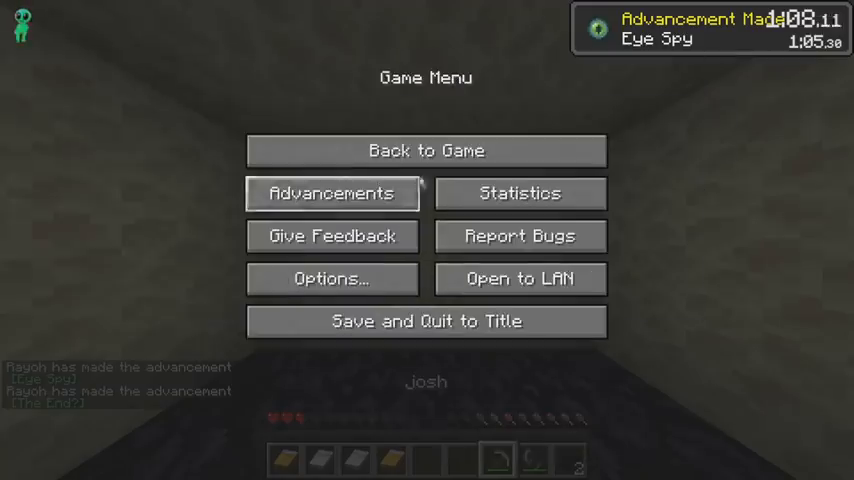 Advancement Made!
1:08.11
Eye Spy
1:05.30
Game Menu
Back to Game
Advancements
Statistics
Give Feedback
Report Bugs
Options...
Open to LAN
Save and Quit to Title
Rayoh has made the advancement
[Eye Spy]
Rayoh has made the advancement
[The End?]
josh
2